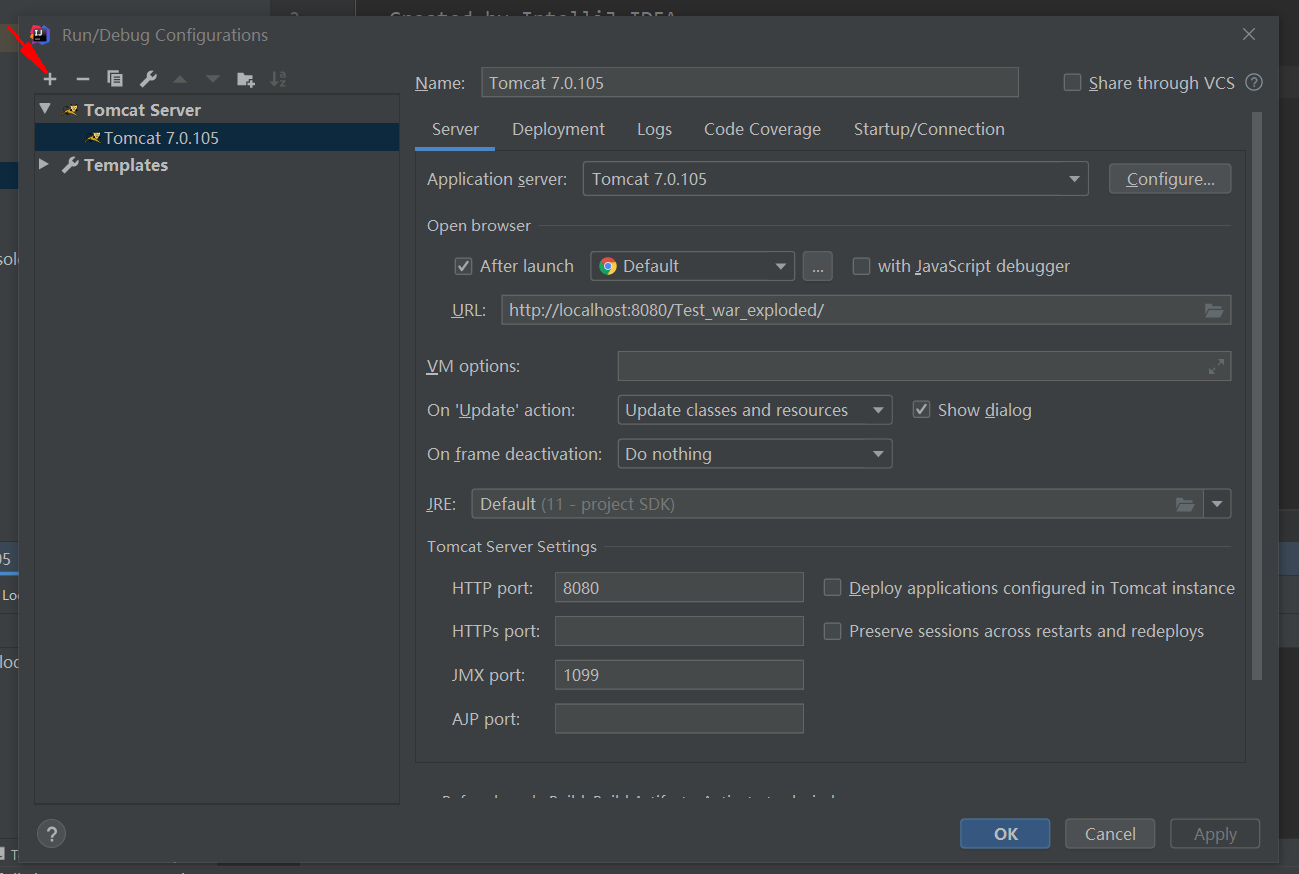 Created by IntelliJ IDEA
Run/Debug Configurations
Tomcat Server
Tomcat 7.0.105
Templates
Name: Tomcat 7.0.105
Share through VCS ?
Server Deployment Logs Code Coverage Startup/Connection
Application server: Tomcat 7.0.105 Configure...
Open browser
After launch Default ... with JavaScript debugger
URL: http://localhost:8080/Test_war_exploded/
VM options:
On 'Update' action: Update classes and resources Show dialog
On frame deactivation: Do nothing
JRE: Default (11 - project SDK)
Tomcat Server Settings
HTTP port: 8080 Deploy applications configured in Tomcat instance
HTTPs port: Preserve sessions across restarts and redeploys
JMX port: 1099
AJP port:
? OK Cancel Apply